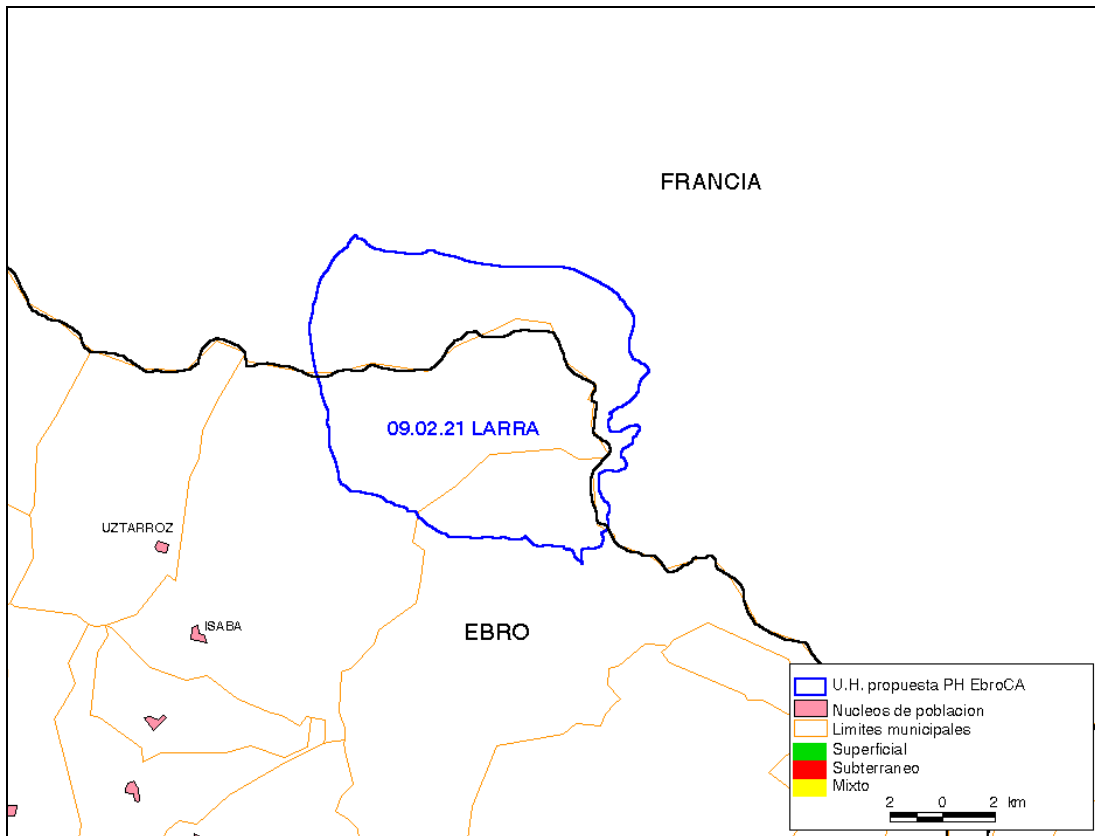 FRANCIA
09.02.21 LARRA
UZTARROZ
ISABA
EBRO
U.H. propuesta PH EbroCA
Nucleos de poblacion
Limites municipales
Superficial
Subterraneo
Mixto
2 0 2 km